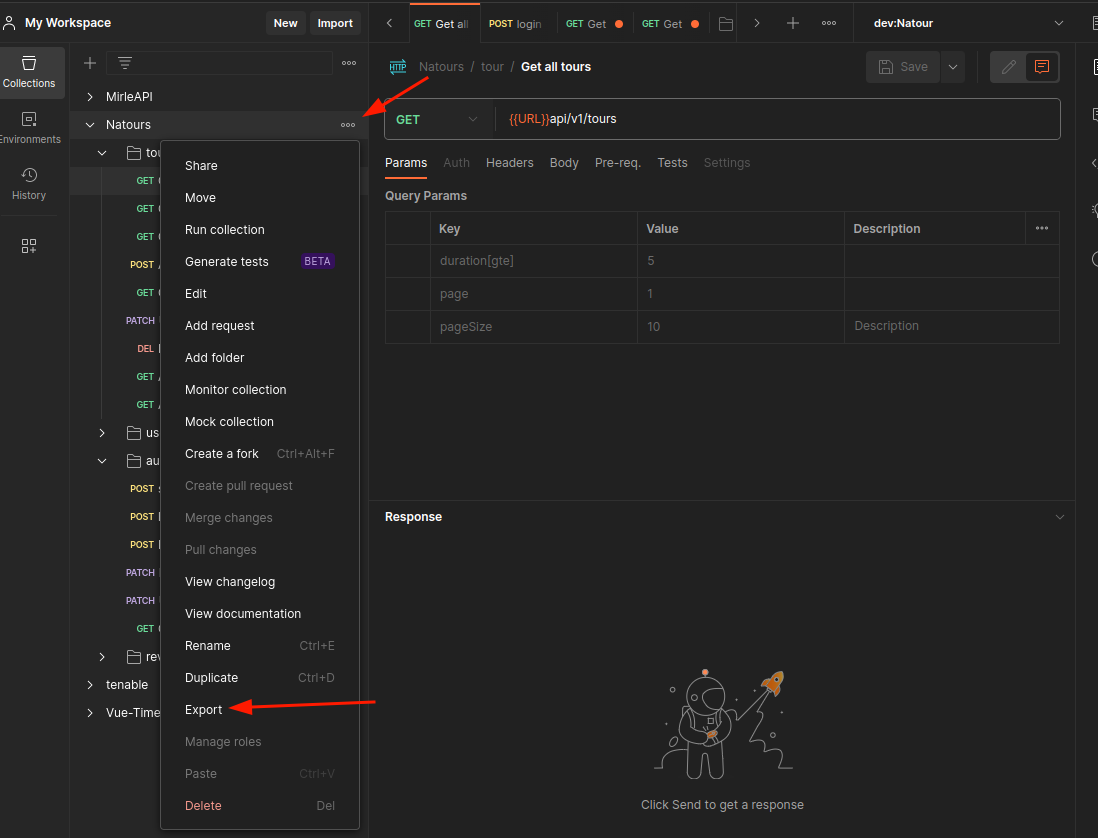 My Workspace
New
Import
GET Get all
POST login
GET Get
GET Get
dev:Natour
Collections
Environments
History
MirleAPI
Natours
tou
GET
GET
GET
POST
GET
PATCH
DEL
GET
GET
us
au
POST
POST
POST
PATCH
PATCH
GET
rev
tenable
Vue-Time
Share
Move
Run collection
Generate tests BETA
Edit
Add request
Add folder
Monitor collection
Mock collection
Create a fork Ctrl+Alt+F
Create pull request
Merge changes
Pull changes
View changelog
View documentation
Rename Ctrl+E
Duplicate Ctrl+D
Export
Manage roles
Paste Ctrl+V
Delete Del
HTTP
Natours / tour / Get all tours
Save
GET
{{URL}}api/v1/tours
Params Auth Headers Body Pre-req. Tests Settings
Query Params
Key Value Description
duration[gte] 5
page 1
pageSize 10 Description
Response
Click Send to get a response